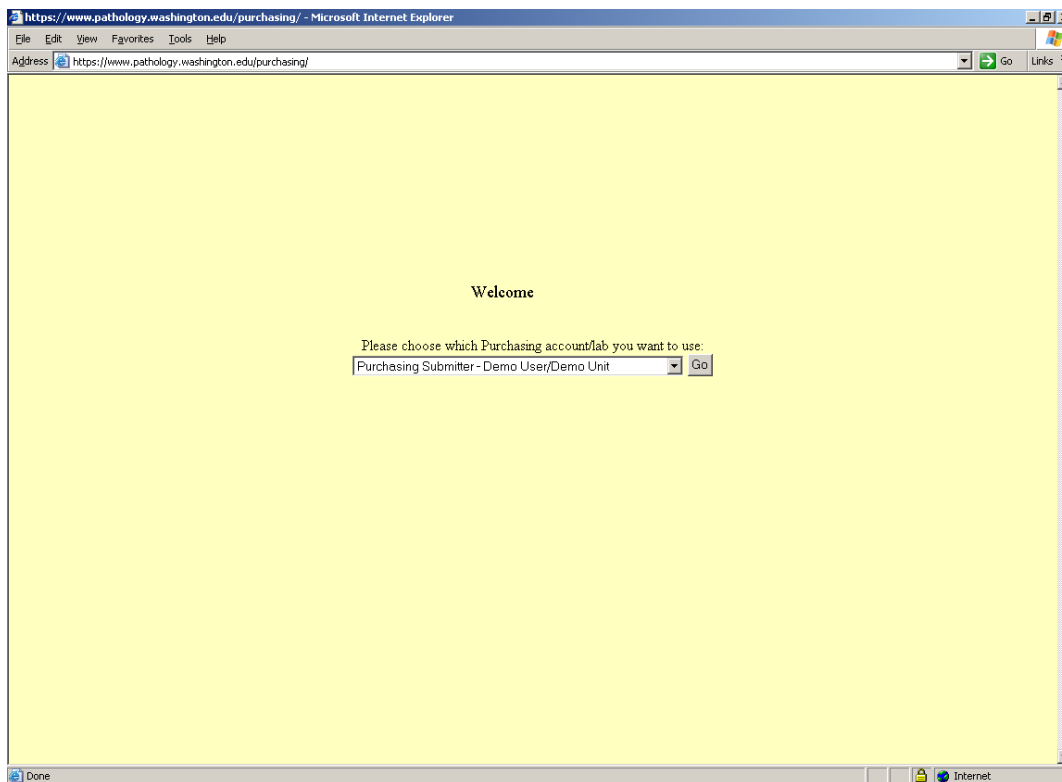 https://www.pathology.washington.edu/purchasing/ - Microsoft Internet Explorer
File Edit View Favorites Tools Help
Address https://www.pathology.washington.edu/purchasing/ Go Links
Welcome
Please choose which Purchasing account/lab you want to use:
Purchasing Submitter - Demo User/Demo Unit Go
Done Internet